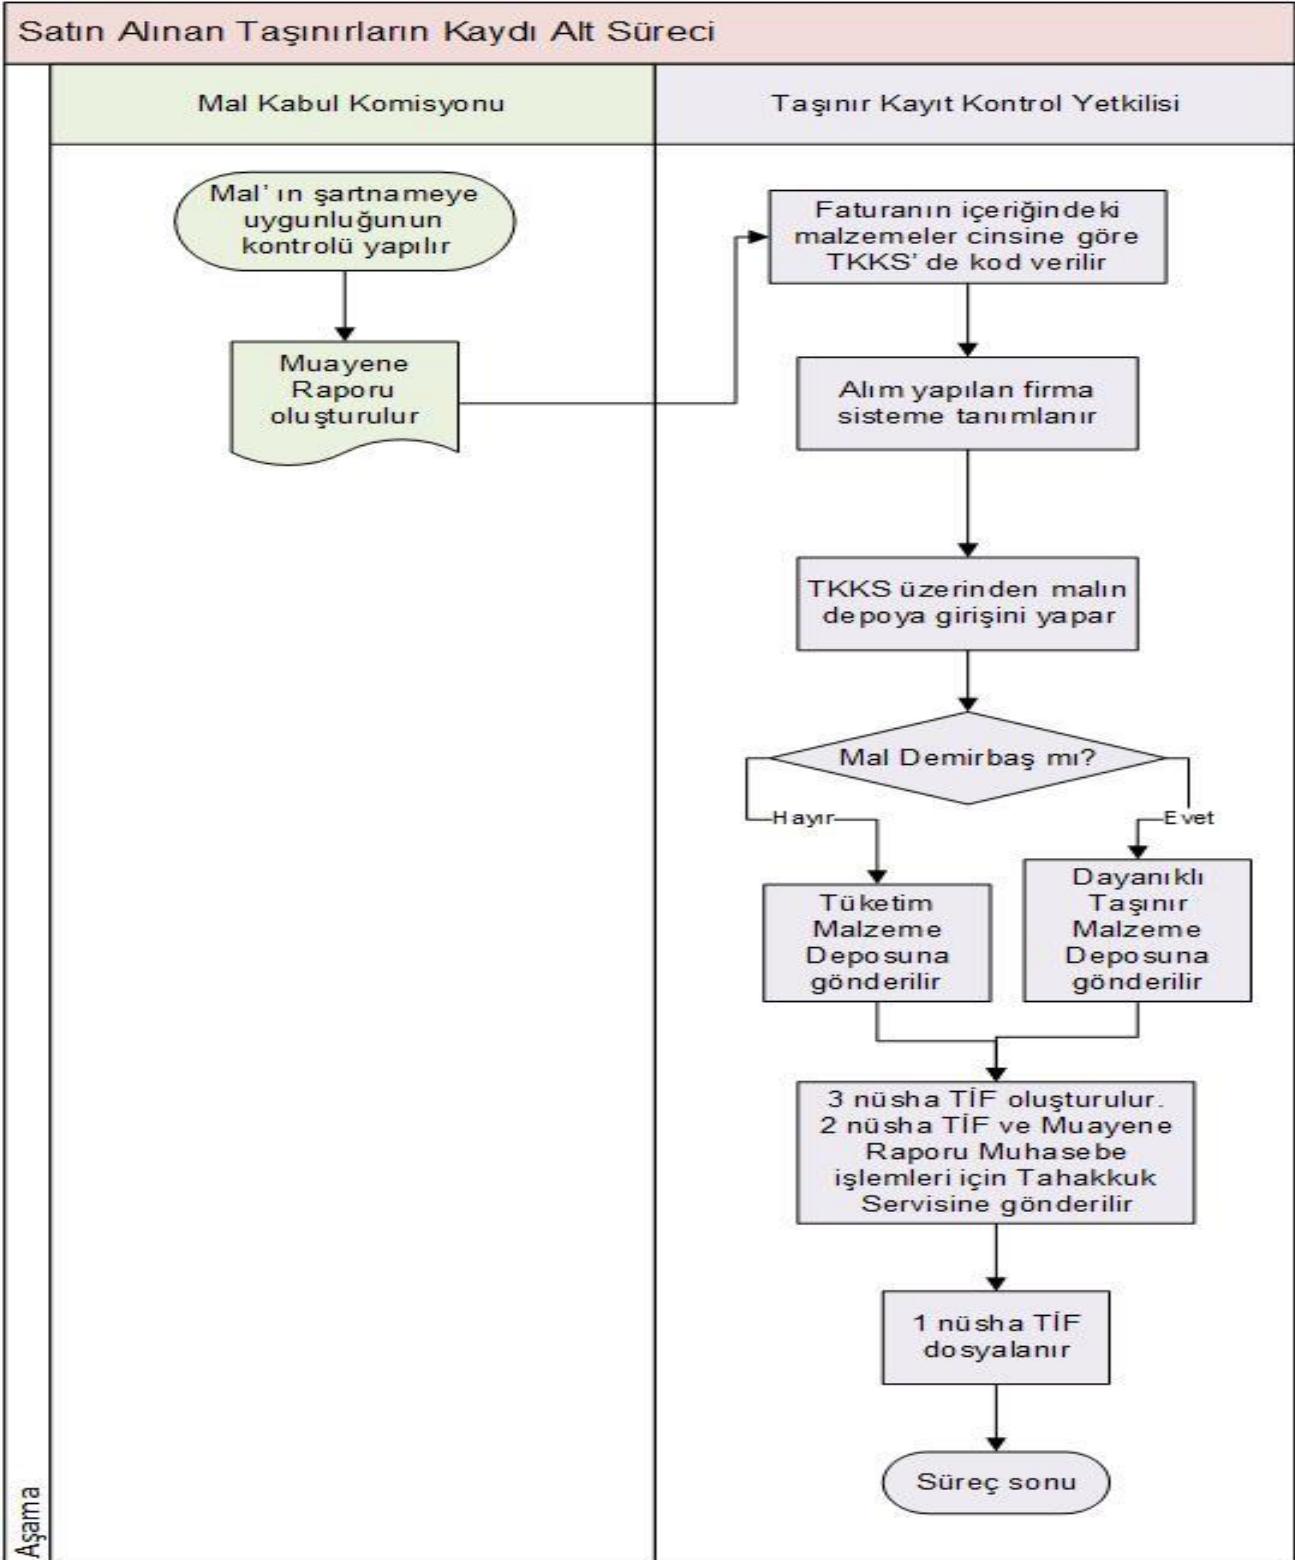 Satın Alınan Taşınırların Kaydı Alt Süreci
Mal Kabul Komisyonu
Taşınır Kayıt Kontrol Yetkilisi
Mal' ın şartnameye
uygunluğunun
kontrolü yapılır
Muayene
Raporu
oluşturulur
Faturanın içeriğindeki
malzemeler cinsine göre
TKKS' de kod verilir
Alım yapılan firma
sisteme tanımlanır
TKKS üzerinden malın
depoya girişini yapar
Mal Demirbaş mı?
Hayır
Evet
Tüketim
Malzeme
Deposuna
gönderilir
Dayanıklı
Taşınır
Malzeme
Deposuna
gönderilir
3 nüsha TİF oluşturulur.
2 nüsha TİF ve Muayene
Raporu Muhasebe
işlemleri için Tahakkuk
Servisine gönderilir
1 nüsha TİF
dosyalanır
Süreç sonu
Aşama